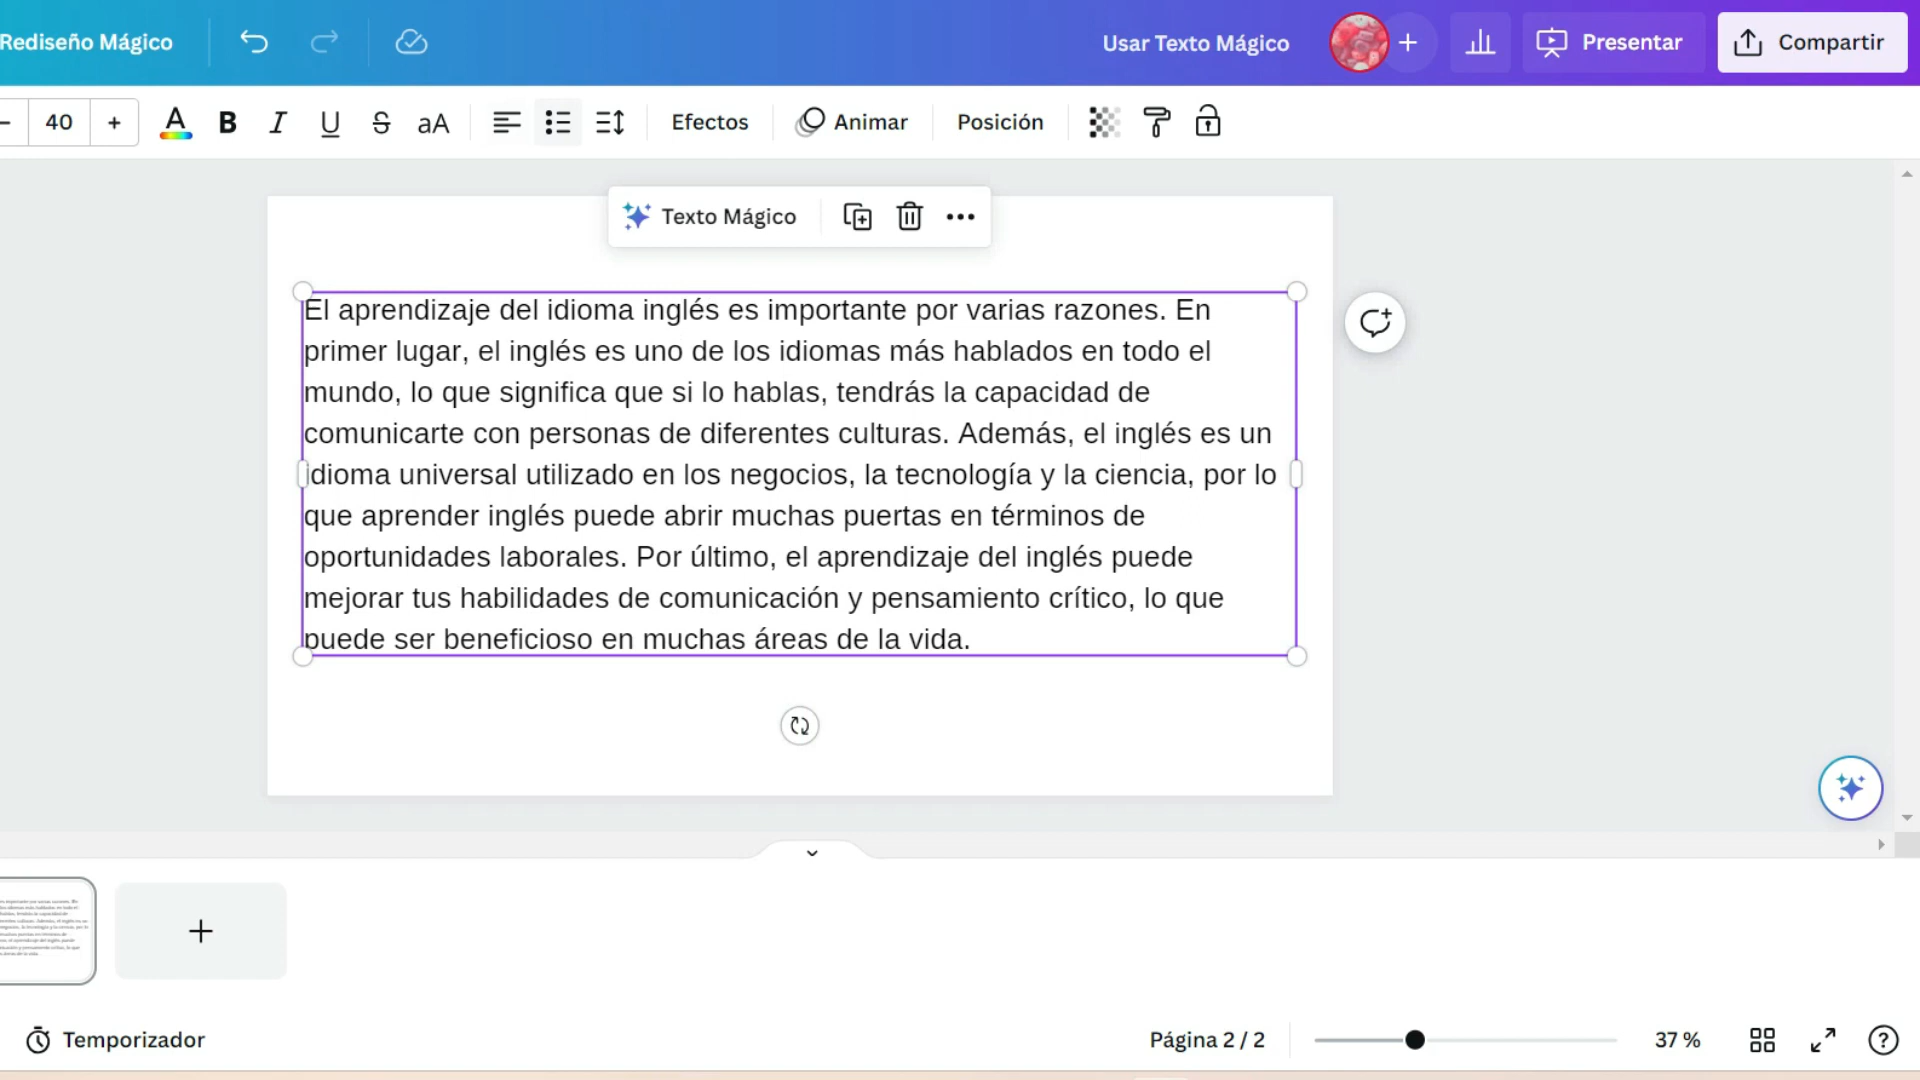 Rediseño Mágico
Usar Texto Mágico
+
Presentar
Compartir
− 40 +
A B I U S aA
Efectos
Animar
Posición
Texto Mágico
El aprendizaje del idioma inglés es importante por varias razones. En
primer lugar, el inglés es uno de los idiomas más hablados en todo el
mundo, lo que significa que si lo hablas, tendrás la capacidad de
comunicarte con personas de diferentes culturas. Además, el inglés es un
idioma universal utilizado en los negocios, la tecnología y la ciencia, por lo
que aprender inglés puede abrir muchas puertas en términos de
oportunidades laborales. Por último, el aprendizaje del inglés puede
mejorar tus habilidades de comunicación y pensamiento crítico, lo que
puede ser beneficioso en muchas áreas de la vida.
+
Temporizador
Página 2 / 2
37 %
?